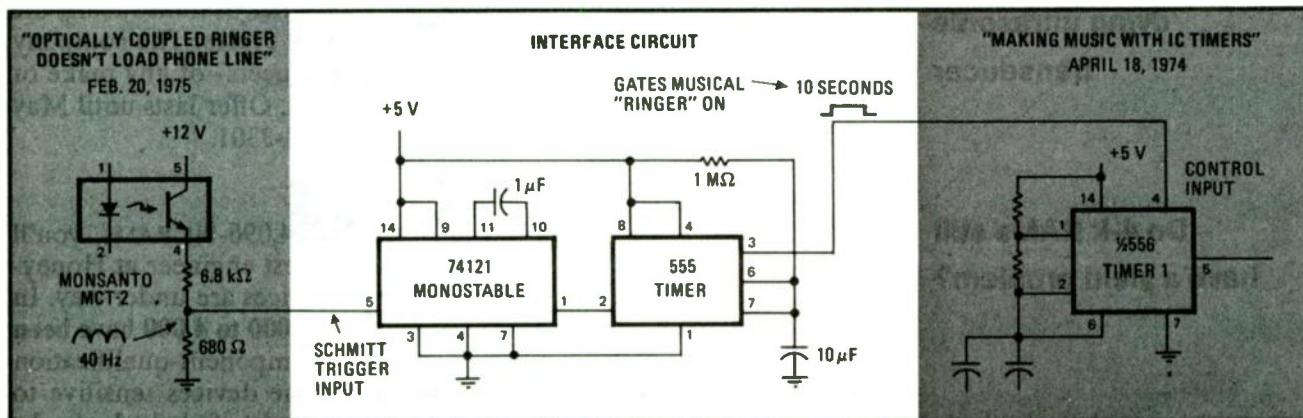 "OPTICALLY COUPLED RINGER
DOESN'T LOAD PHONE LINE"
FEB. 20, 1975
+12 V
1
5
2
4
MONSANTO
MCT-2
40 Hz
6.8 kΩ
680 Ω
INTERFACE CIRCUIT
GATES MUSICAL
"RINGER" ON
10 SECONDS
+5 V
1 µF
1 MΩ
14
9
11
10
8
4
74121
MONOSTABLE
5
1
3
4
7
SCHMITT
TRIGGER
INPUT
555
TIMER
2
3
6
7
1
10 µF
"MAKING MUSIC WITH IC TIMERS"
APRIL 18, 1974
+5 V
CONTROL
INPUT
14
4
1
2
½556
TIMER 1
5
6
7